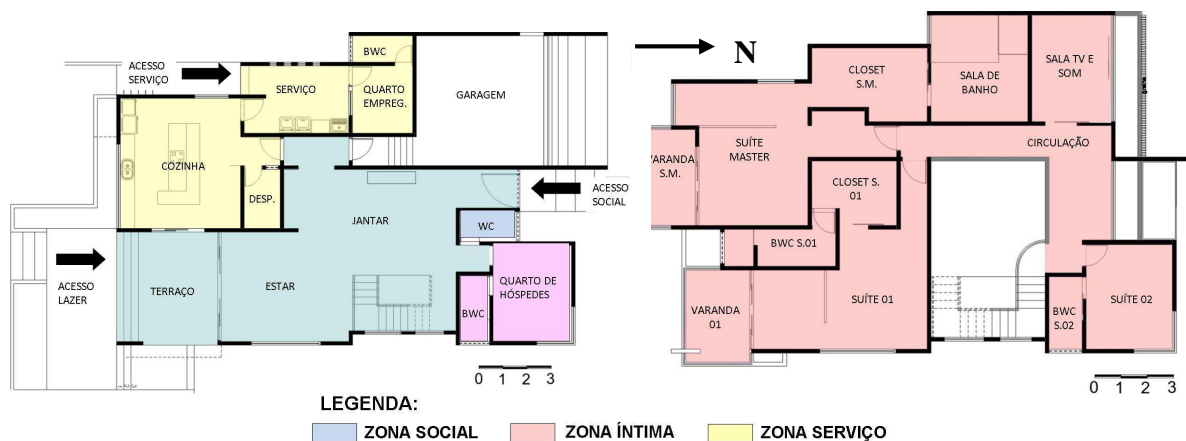 ACESSO
SERVIÇO
BWC
SERVIÇO
QUARTO
EMPREG.
GARAGEM
COZINHA
DESP.
JANTAR
ACESSO
SOCIAL
WC
ACESSO
LAZER
TERRAÇO
ESTAR
BWC
QUARTO DE
HÓSPEDES
0 1 2 3
N
CLOSET
S.M.
SALA DE
BANHO
SALA TV E
SOM
SUÍTE
MASTER
VARANDA
S.M.
CIRCULAÇÃO
CLOSET S.
01
BWC S.01
VARANDA
01
SUÍTE 01
BWC
S.02
SUÍTE 02
0 1 2 3
LEGENDA:
ZONA SOCIAL
ZONA ÍNTIMA
ZONA SERVIÇO